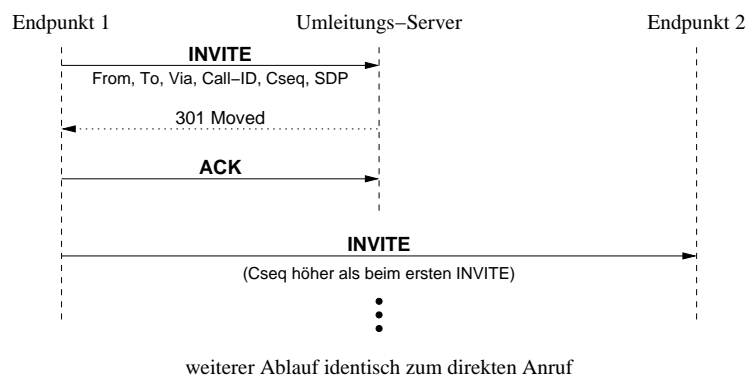 Endpunkt 1 Umleitungs−Server Endpunkt 2
INVITE
From, To, Via, Call−ID, Cseq, SDP
301 Moved
ACK
INVITE
(Cseq höher als beim ersten INVITE)
weiterer Ablauf identisch zum direkten Anruf